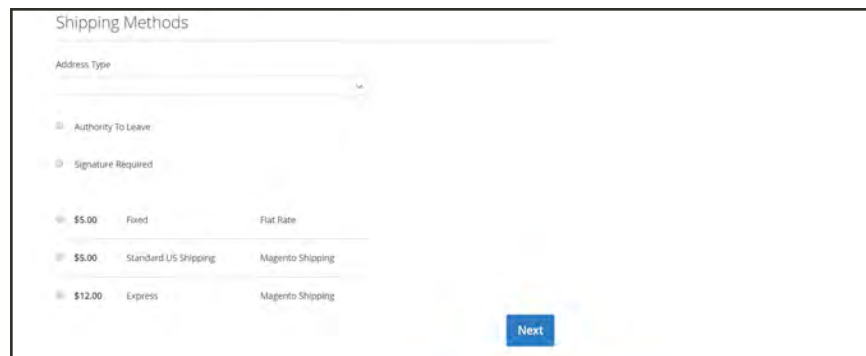 Shipping Methods
Address Type
Authority To Leave
Signature Required
$5.00 Fixed Flat Rate
$5.00 Standard US Shipping Magento Shipping
$12.00 Express Magento Shipping
Next